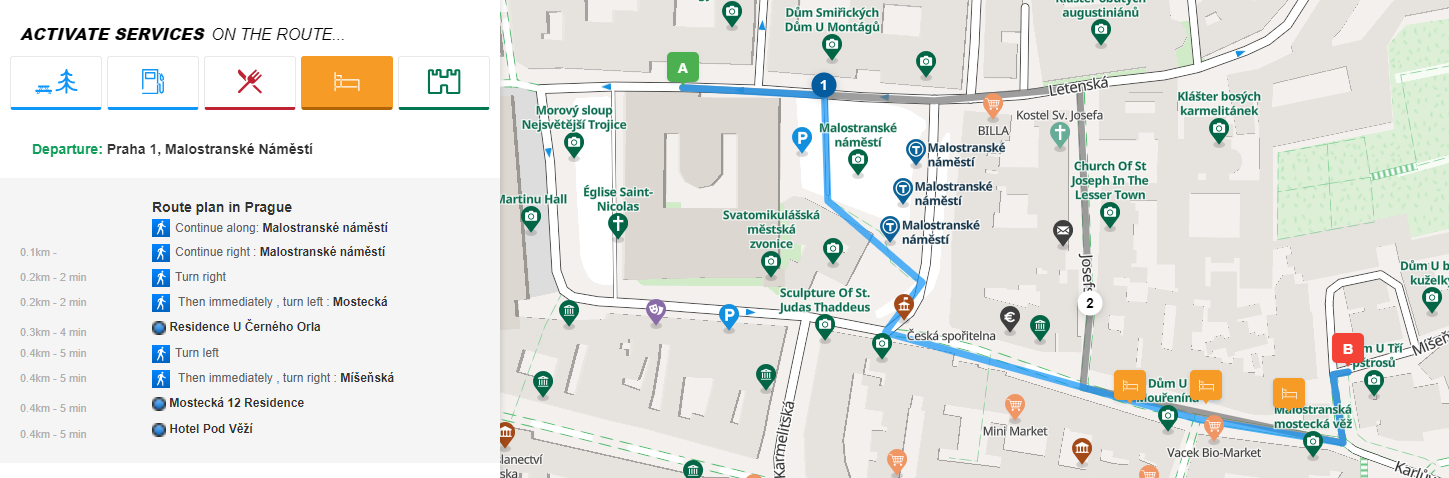 ACTIVATE SERVICES ON THE ROUTE...
Departure: Praha 1, Malostranské Náměstí
Route plan in Prague
Continue along: Malostranské náměstí
0.1km -
Continue right : Malostranské náměstí
0.2km - 2 min
Turn right
0.2km - 2 min
Then immediately , turn left : Mostecká
0.3km - 4 min
Residence U Černého Orla
0.4km - 5 min
Turn left
0.4km - 5 min
Then immediately , turn right : Míšeňská
0.4km - 5 min
Mostecká 12 Residence
0.4km - 5 min
Hotel Pod Věží
Dům Smiřických
Dům U Montágů
augustiniánů
A
1
Letenská
Morový sloup
Nejsvětější Trojice
P
Malostranské
náměstí
BILLA
Kostel Sv. Josefa
Klášter bosých
karmelitánek
T
Malostranské
náměstí
T
Malostranské
náměstí
T
Malostranské
náměstí
Church Of St
Joseph In The
Lesser Town
Martinu Hall
Église Saint-
Nicolas
Svatomikulášská
městská
zvonice
Josefs
2
Dům U b
kuželky
Sculpture Of St.
Judas Thaddeus
P
Česká spořitelna
€
B
m U Tří
pštrosů
Míšeň
Dům U
Mouřenína
Malostranská
mostecká věž
Mini Market
Vacek Bio-Market
Karmelitská
slanectví
ska
Karlův